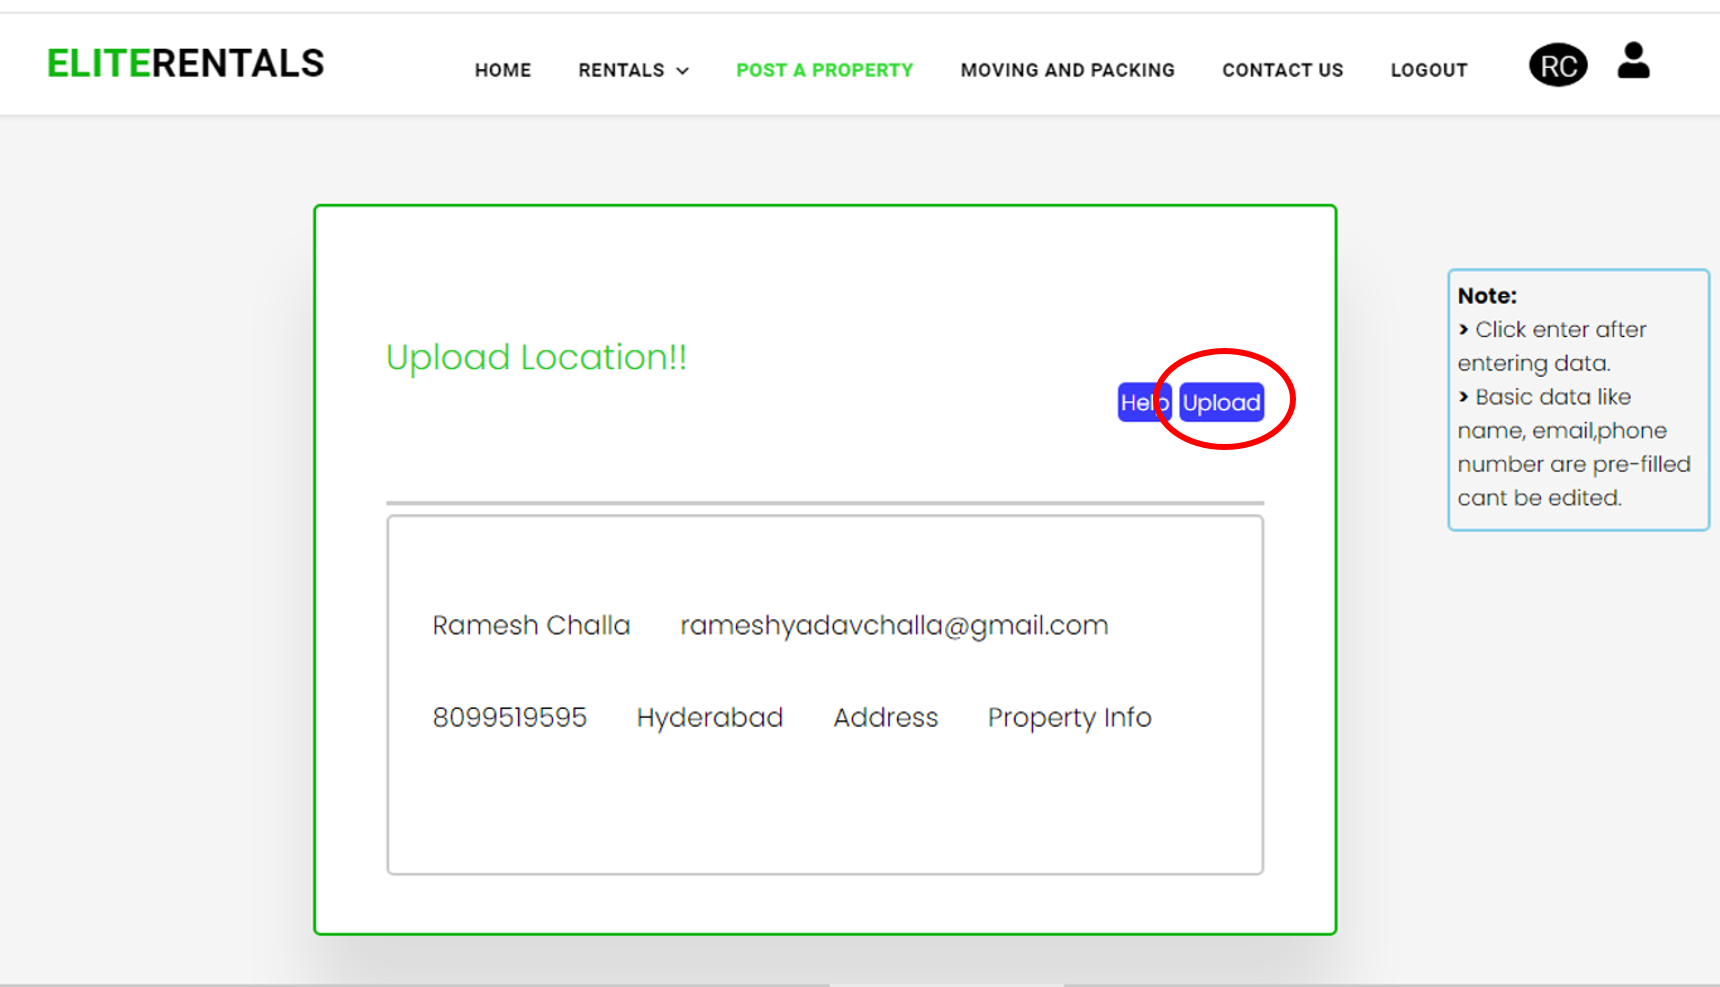 ELITERENTALS
HOME RENTALS POST A PROPERTY MOVING AND PACKING CONTACT US LOGOUT RC
Upload Location!!
Help Upload
Ramesh Challa rameshyadavchalla@gmail.com
8099519595 Hyderabad Address Property Info
Note:
> Click enter after
entering data.
> Basic data like
name, email,phone
number are pre-filled
cant be edited.